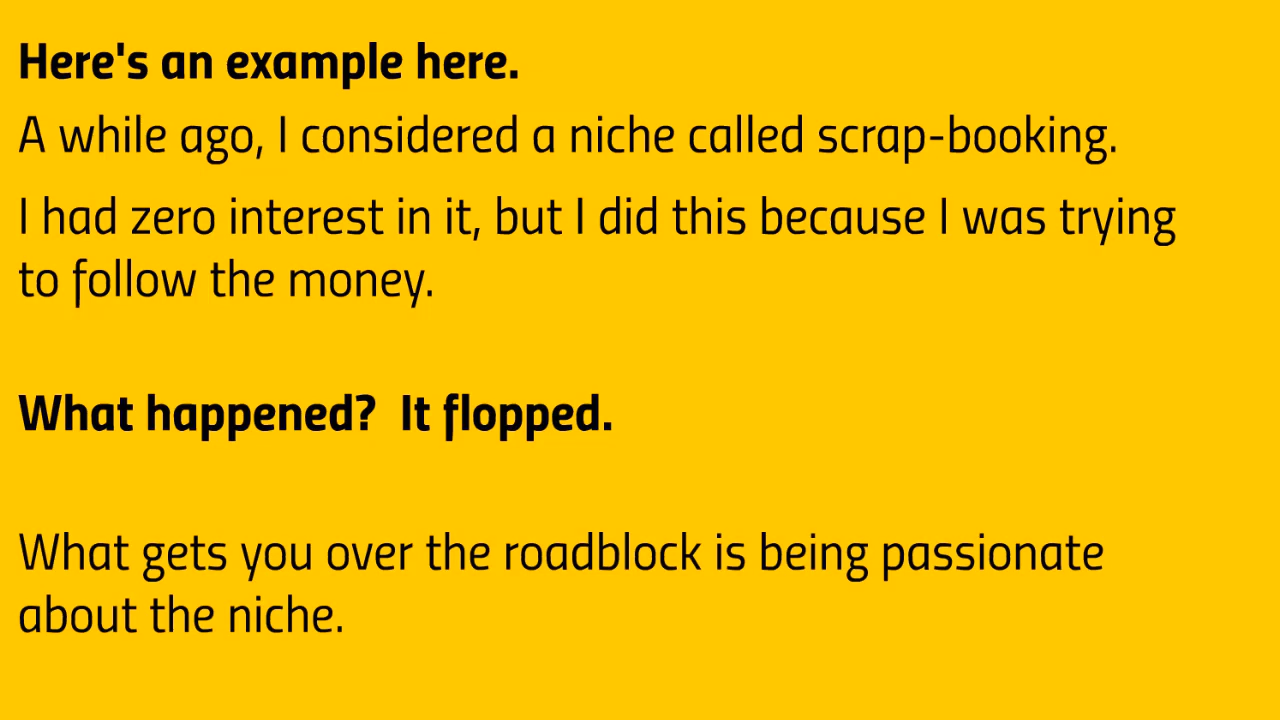 Here's an example here.
A while ago, I considered a niche called scrap-booking.
I had zero interest in it, but I did this because I was trying
to follow the money.
What happened?  It flopped.
What gets you over the roadblock is being passionate
about the niche.